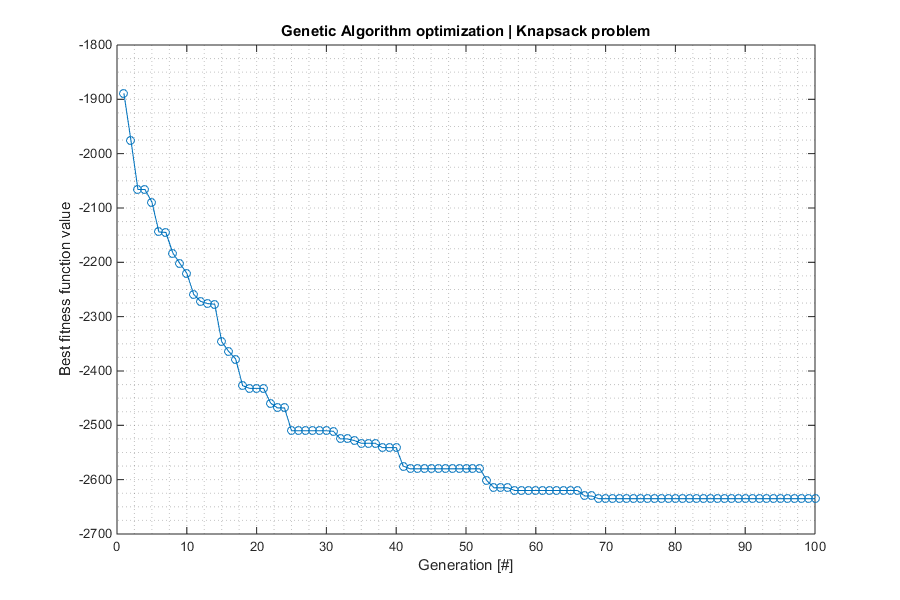 Genetic Algorithm optimization | Knapsack problem
-1800
-1900
-2000
-2100
-2200
-2300
-2400
-2500
-2600
-2700
Best fitness function value
0 10 20 30 40 50 60 70 80 90 100
Generation [#]